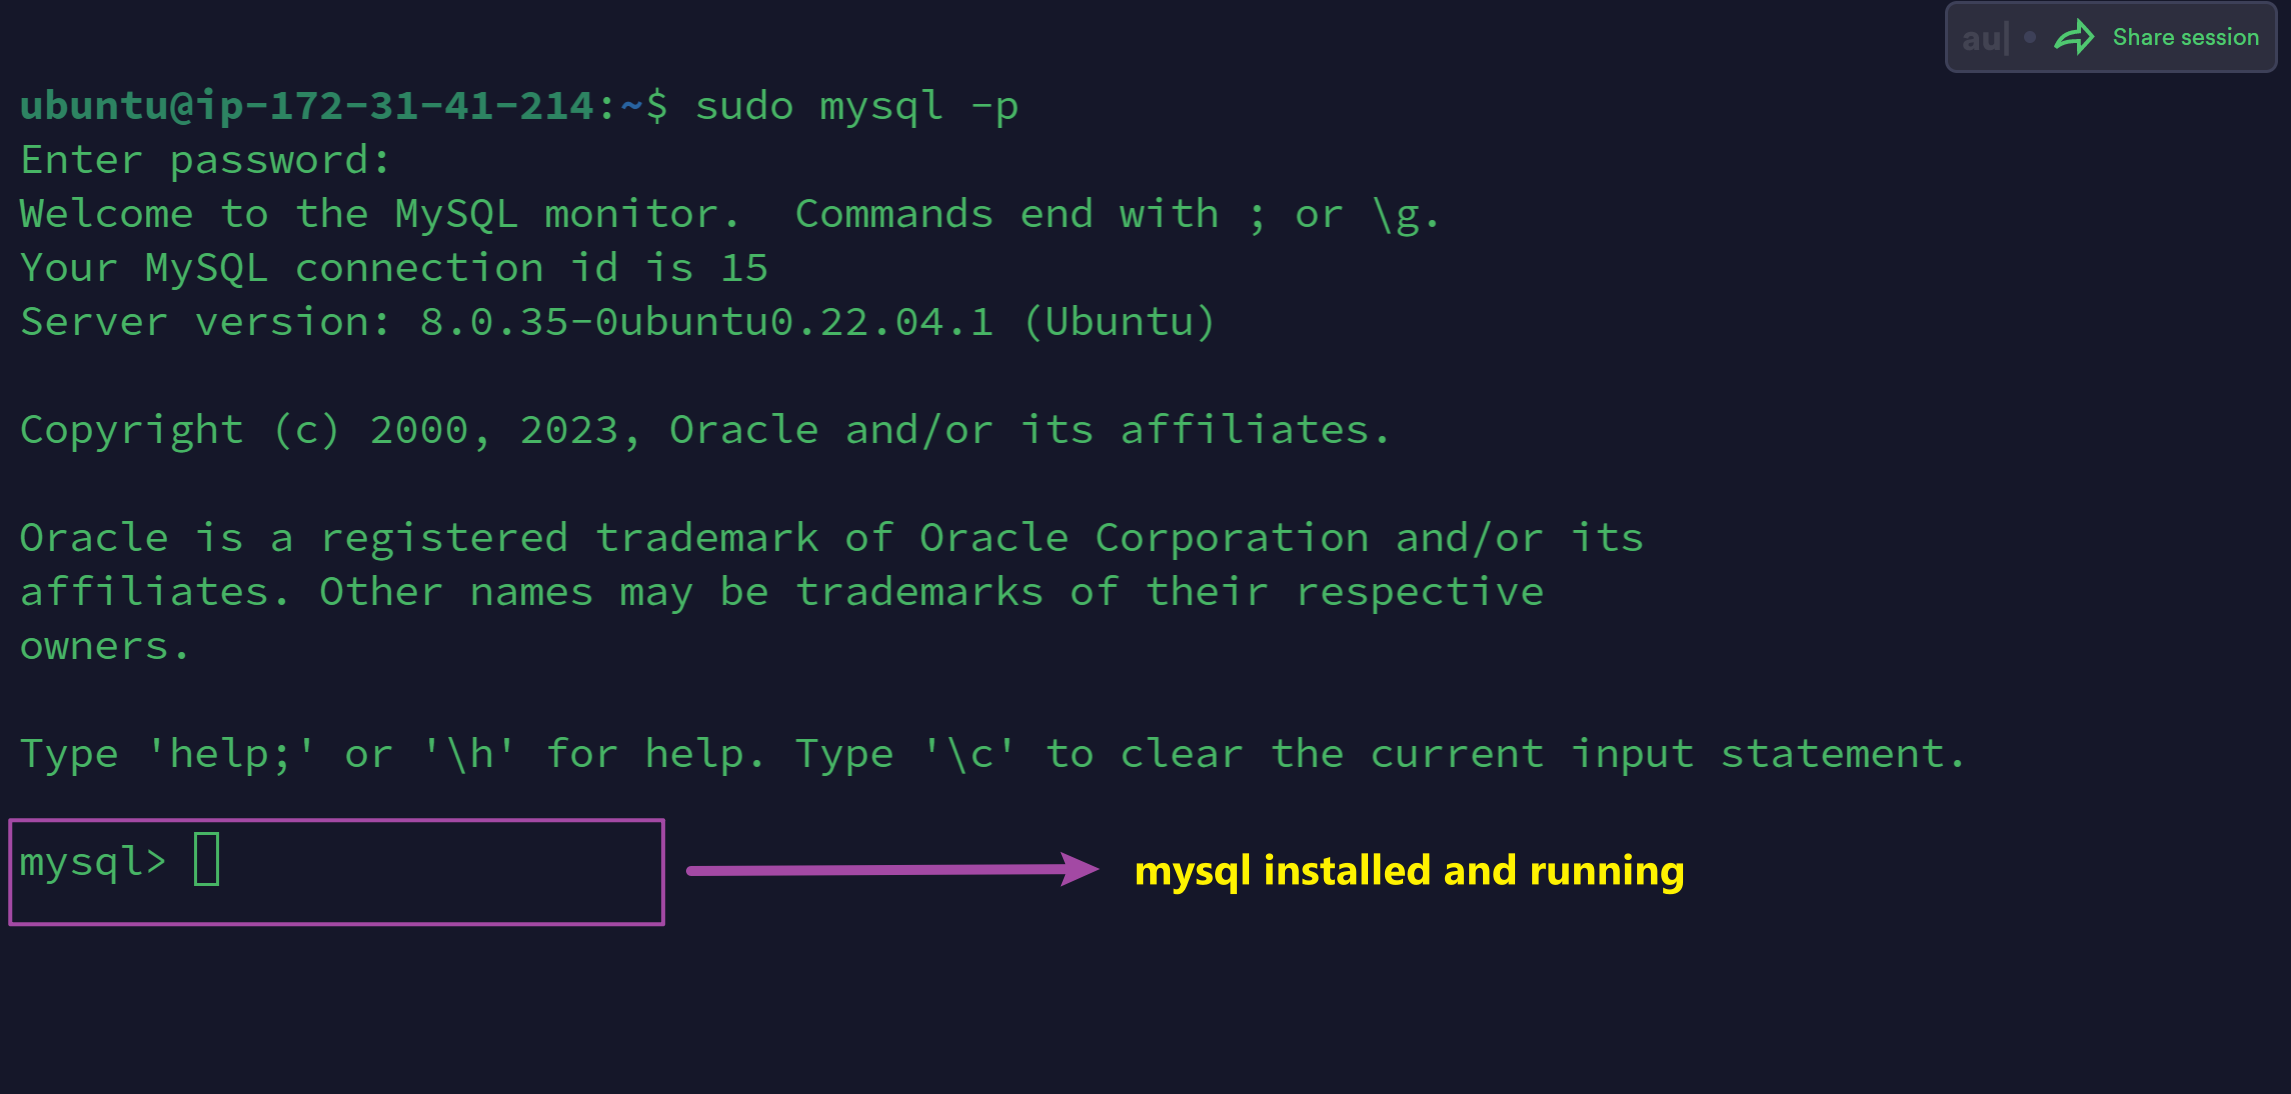 au| • Share session
ubuntu@ip-172-31-41-214:~$ sudo mysql -p
Enter password:
Welcome to the MySQL monitor.  Commands end with ; or \g.
Your MySQL connection id is 15
Server version: 8.0.35-0ubuntu0.22.04.1 (Ubuntu)
Copyright (c) 2000, 2023, Oracle and/or its affiliates.
Oracle is a registered trademark of Oracle Corporation and/or its
affiliates. Other names may be trademarks of their respective
owners.
Type 'help;' or '\h' for help. Type '\c' to clear the current input statement.
mysql> mysql installed and running